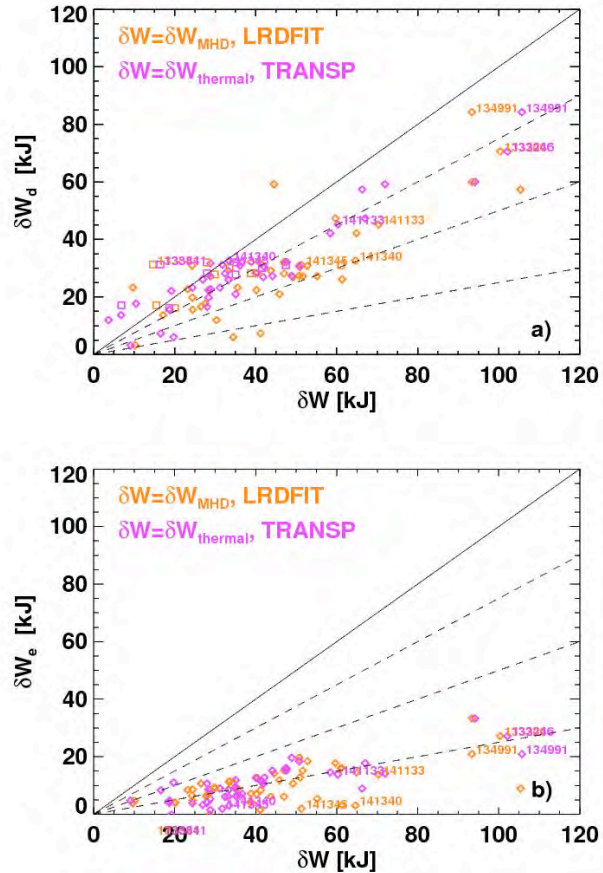 120
δW=δW_MHD, LRDFIT
100
δW=δW_thermal, TRANSP
134991 134991
80
60
141133 141133
40
141340
141345 141340
20
0
a)
0 20 40 60 80 100 120
δW_d [kJ]
δW [kJ]
120
δW=δW_MHD, LRDFIT
100
δW=δW_thermal, TRANSP
80
60
40
134991 134991
20
141133 141133
141340
141345 141340
0
b)
0 20 40 60 80 100 120
δW_e [kJ]
δW [kJ]